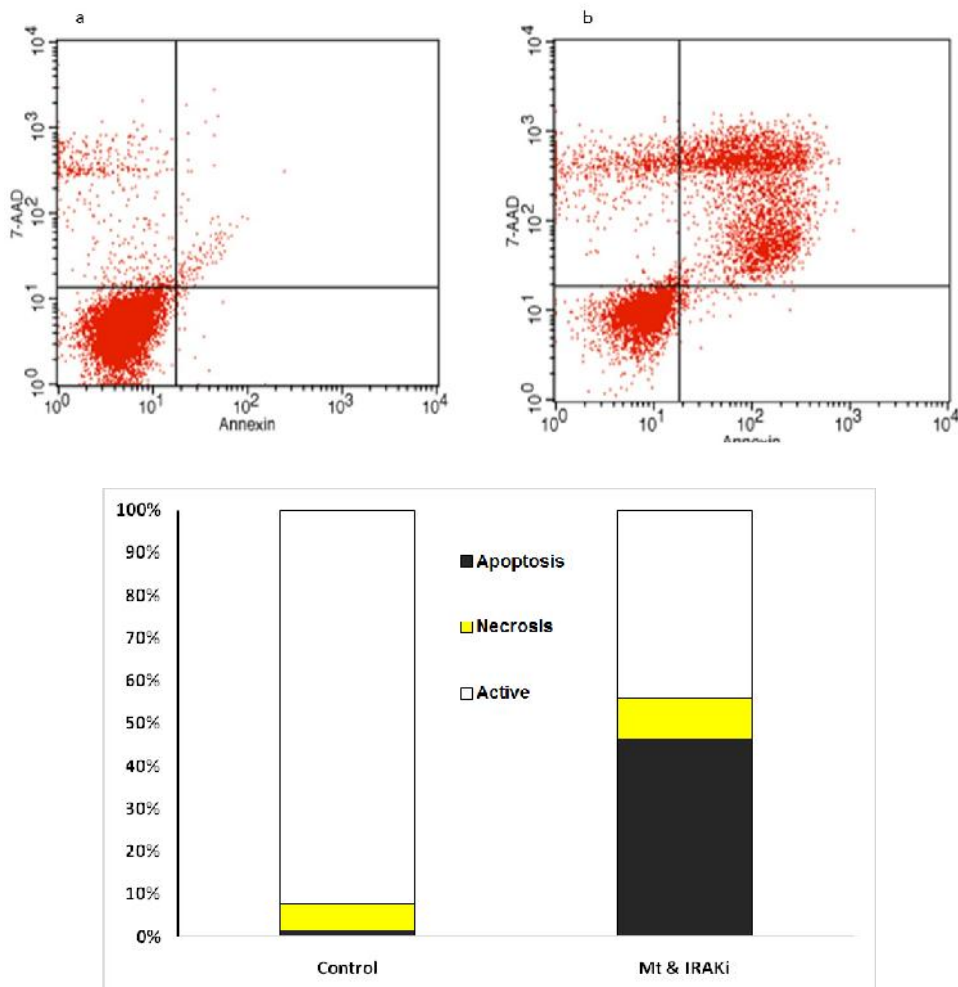 a
10^4
10^3
10^2
10^1
10^0
7-AAD
10^0 10^1 10^2 10^3 10^4
Annexin
b
10^4
10^3
10^2
10^1
10^0
7-AAD
10^0 10^1 10^2 10^3 10^4
Annexin
100%
90%
80%
70%
60%
50%
40%
30%
20%
10%
0%
Apoptosis
Necrosis
Active
Control
Mt & IRAKi